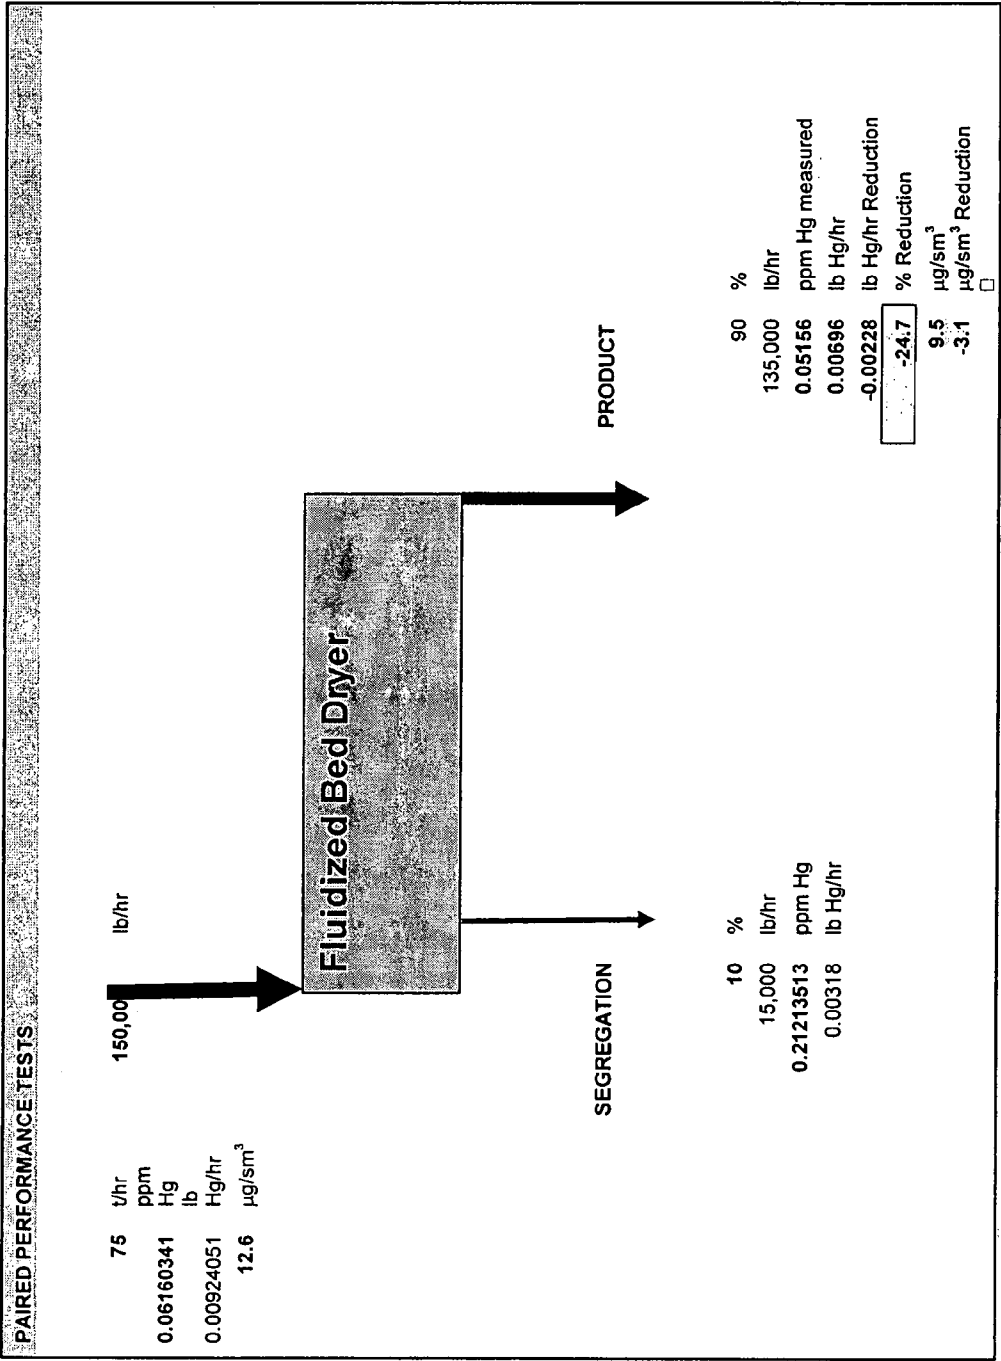 PAIRED PERFORMANCE TESTS
75 t/hr
ppm
0.06160341 Hg
lb
0.00924051 Hg/hr
12.6 µg/sm³
150,00 lb/hr
Fluidized Bed Dryer
SEGREGATION
10 %
15,000 lb/hr
0.21213513 ppm Hg
0.00318 lb Hg/hr
PRODUCT
90 %
135,000 lb/hr
0.05156 ppm Hg measured
0.00696 lb Hg/hr
-0.00228 lb Hg/hr Reduction
-24.7 % Reduction
9.5 µg/sm³
-3.1 µg/sm³ Reduction